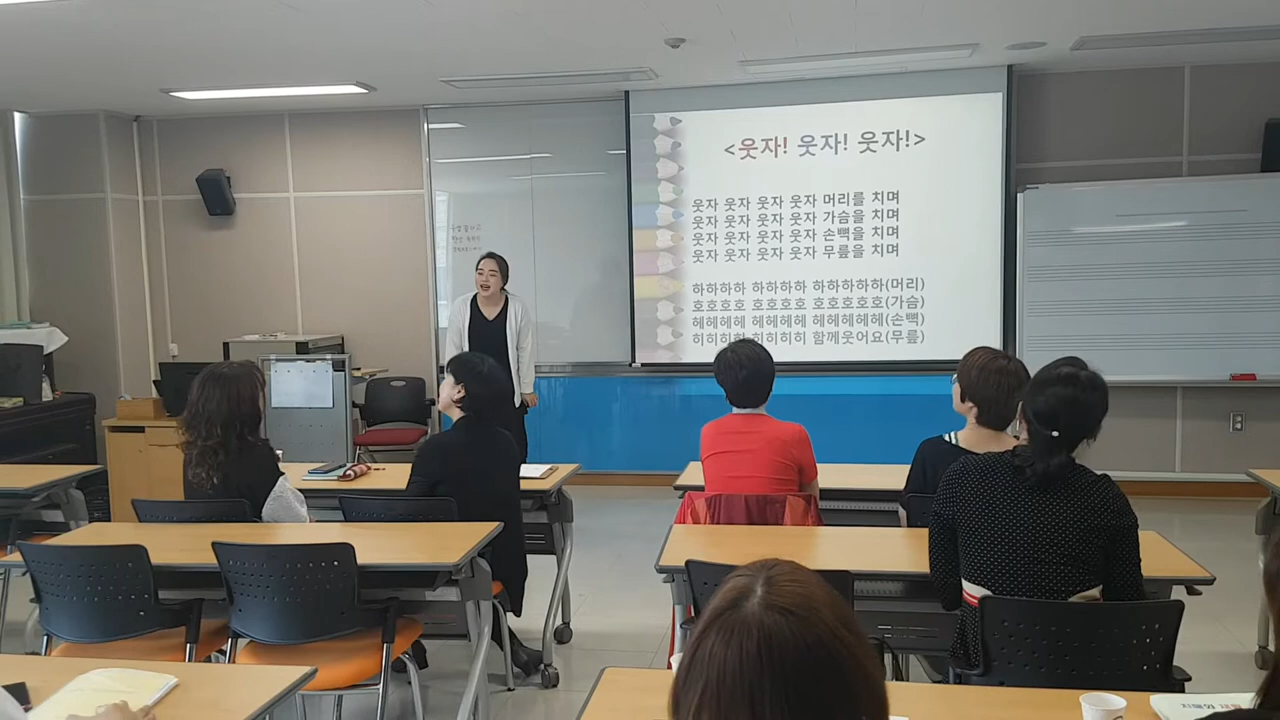 <웃자! 웃자! 웃자!>
웃자 웃자 웃자 웃자 머리를 치며
웃자 웃자 웃자 웃자 가슴을 치며
웃자 웃자 웃자 웃자 손뼉을 치며
웃자 웃자 웃자 웃자 무릎을 치며
하하하하 하하하하 하하하하하(머리)
호호호호 호호호호 호호호호호(가슴)
헤헤헤헤 헤헤헤헤 헤헤헤헤헤(손뼉)
히히히히 히히히히 함께웃어요(무릎)